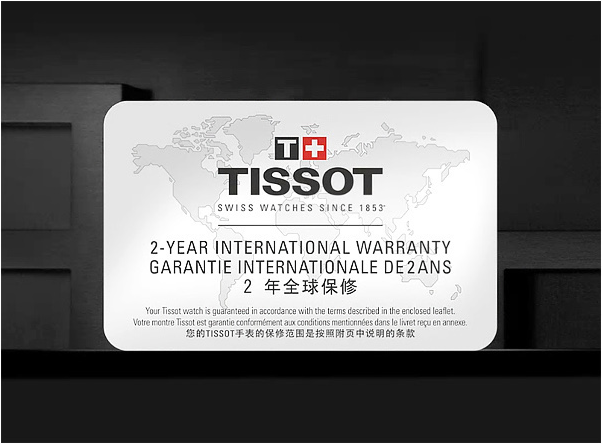 T+
TISSOT
SWISS WATCHES SINCE 1853
2-YEAR INTERNATIONAL WARRANTY
GARANTIE INTERNATIONALE DE 2 ANS
2 年全球保修
Your Tissot watch is guaranteed in accordance with the terms described in the enclosed leaflet.
Votre montre Tissot est garantie conformément aux conditions mentionnées dans le livret reçu en annexe.
您的TISSOT手表的保修范围是按照附页中说明的条款